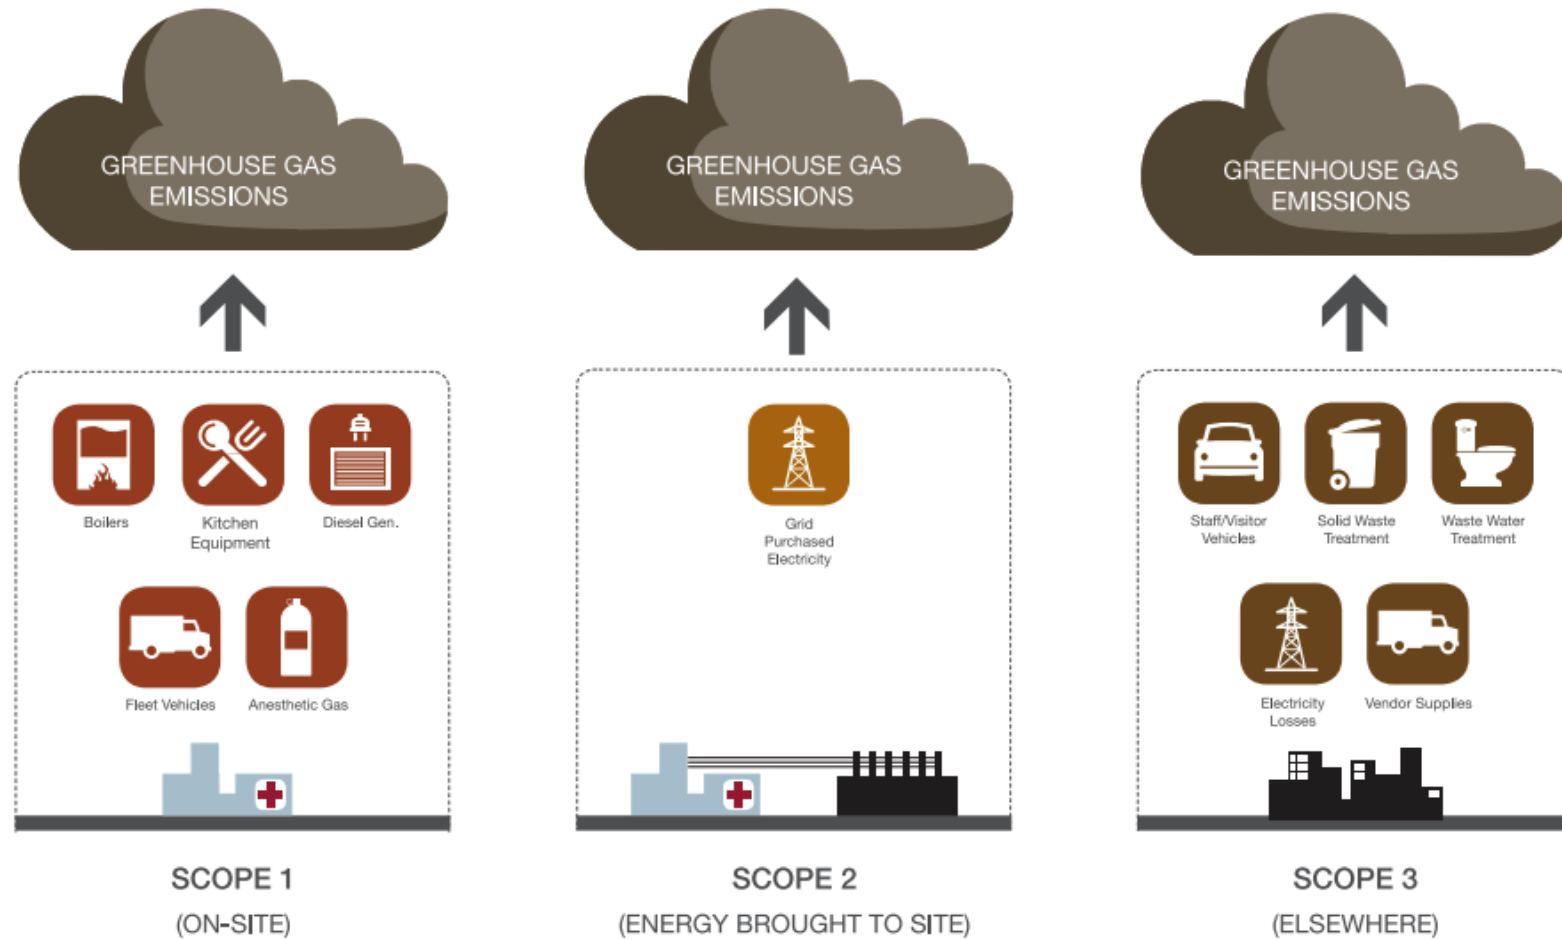 GREENHOUSE GAS
EMISSIONS
GREENHOUSE GAS
EMISSIONS
GREENHOUSE GAS
EMISSIONS
Boilers
Kitchen
Equipment
Diesel Gen.
Fleet Vehicles
Anesthetic Gas
Grid
Purchased
Electricity
Staff/Visitor
Vehicles
Solid Waste
Treatment
Waste Water
Treatment
Electricity
Losses
Vendor Supplies
SCOPE 1
(ON-SITE)
SCOPE 2
(ENERGY BROUGHT TO SITE)
SCOPE 3
(ELSEWHERE)